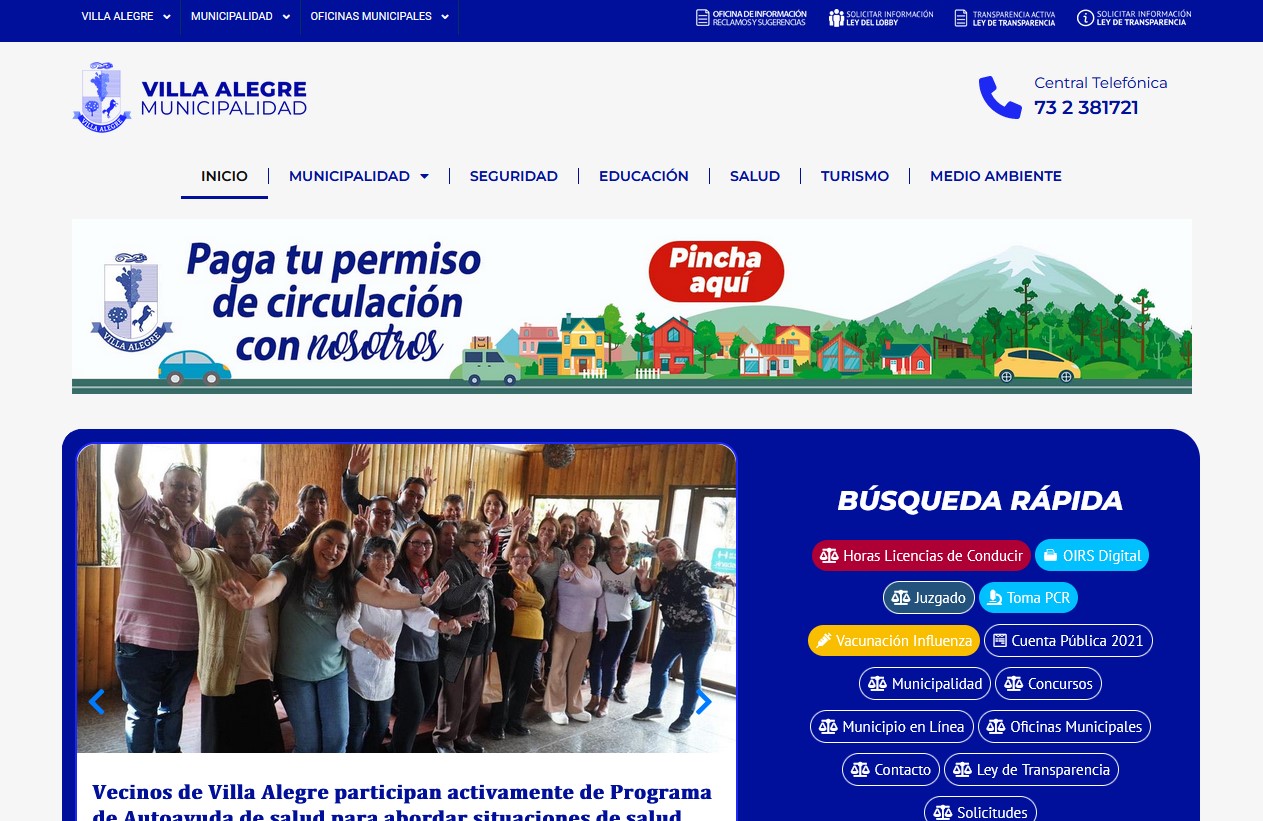 VILLA ALEGRE
MUNICIPALIDAD
OFICINAS MUNICIPALES
OFICINA DE INFORMACIÓN
RECLAMOS Y SUGERENCIAS
SOLICITAR INFORMACIÓN
LEY DEL LOBBY
TRANSPARENCIA ACTIVA
LEY DE TRANSPARENCIA
SOLICITAR INFORMACIÓN
LEY DE TRANSPARENCIA
VILLA ALEGRE
VILLA ALEGRE
MUNICIPALIDAD
Central Telefónica
73 2 381721
INICIO
MUNICIPALIDAD
SEGURIDAD
EDUCACIÓN
SALUD
TURISMO
MEDIO AMBIENTE
VILLA ALEGRE
Paga tu permiso
de circulación
con nosotros
Pincha
aquí
BÚSQUEDA RÁPIDA
Horas Licencias de Conducir
OIRS Digital
Juzgado
Toma PCR
Vacunación Influenza
Cuenta Pública 2021
Municipalidad
Concursos
Municipio en Línea
Oficinas Municipales
Contacto
Ley de Transparencia
Solicitudes
Vecinos de Villa Alegre participan activamente de Programa
de Autoayuda de salud para abordar situaciones de salud